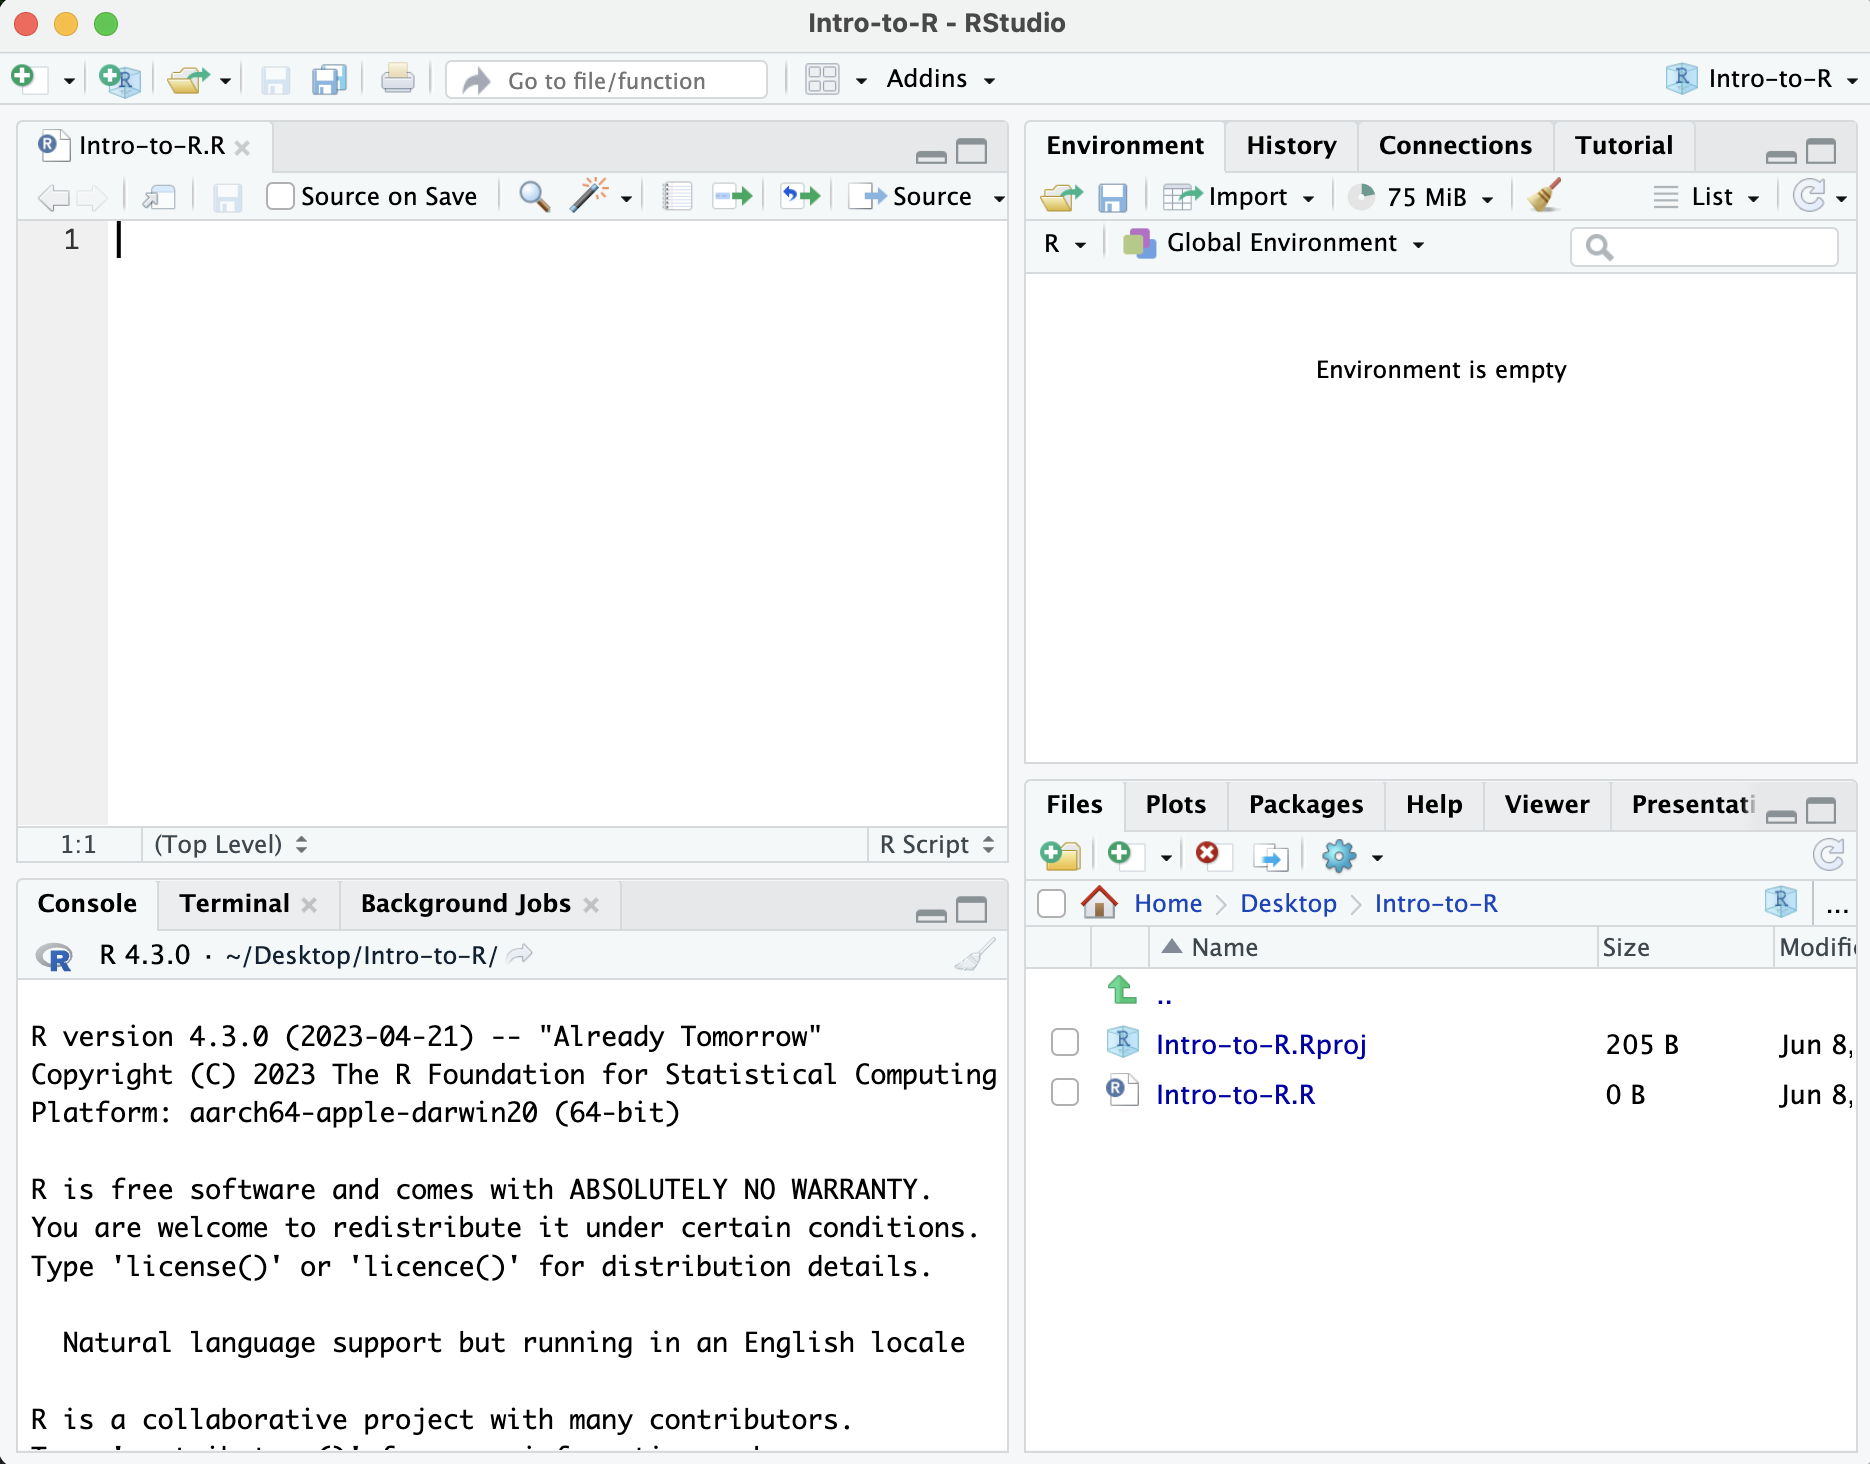 Intro-to-R - RStudio
Go to file/function
Addins
Intro-to-R
Intro-to-R.R
Source on Save
Source
1
1:1
(Top Level)
R Script
Console
Terminal
Background Jobs
R 4.3.0 · ~/Desktop/Intro-to-R/
R version 4.3.0 (2023-04-21) -- "Already Tomorrow"
Copyright (C) 2023 The R Foundation for Statistical Computing
Platform: aarch64-apple-darwin20 (64-bit)
R is free software and comes with ABSOLUTELY NO WARRANTY.
You are welcome to redistribute it under certain conditions.
Type 'license()' or 'licence()' for distribution details.
Natural language support but running in an English locale
R is a collaborative project with many contributors.
Environment
History
Connections
Tutorial
Import
75 MiB
List
R
Global Environment
Environment is empty
Files
Plots
Packages
Help
Viewer
Presentati
Home
Desktop
Intro-to-R
...
Name
Size
Modifi
..
Intro-to-R.Rproj
205 B
Jun 8,
Intro-to-R.R
0 B
Jun 8,